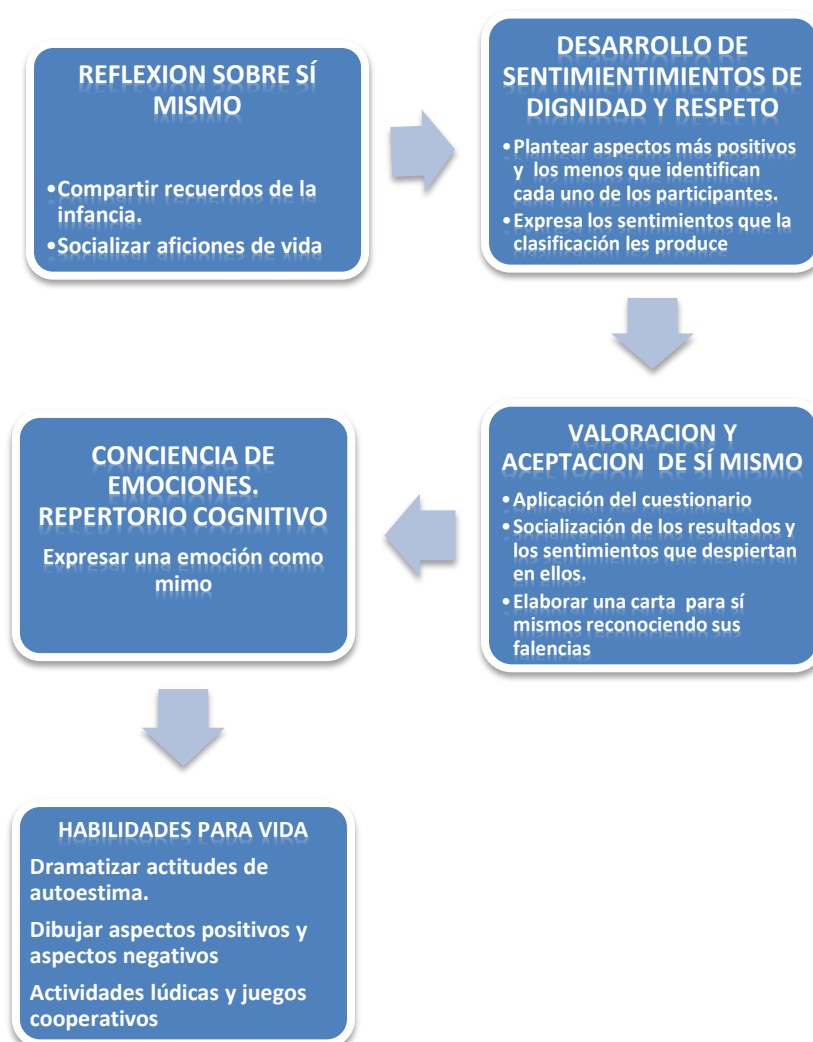 REFLEXION SOBRE SÍ
MISMO
•Compartir recuerdos de la
infancia.
•Socializar aficiones de vida
DESARROLLO DE
SENTIMIENTIMIENTOS DE
DIGNIDAD Y RESPETO
•Plantear aspectos más positivos
y los menos que identifican
cada uno de los participantes.
•Expresa los sentimientos que la
clasificación les produce
VALORACION Y
ACEPTACION DE SÍ MISMO
•Aplicación del cuestionario
•Socialización de los resultados y
los sentimientos que despiertan
en ellos.
•Elaborar una carta para sí
mismos reconociendo sus
falencias
CONCIENCIA DE
EMOCIONES.
REPERTORIO COGNITIVO
Expresar una emoción como
mimo
HABILIDADES PARA VIDA
Dramatizar actitudes de
autoestima.
Dibujar aspectos positivos y
aspectos negativos
Actividades lúdicas y juegos
cooperativos